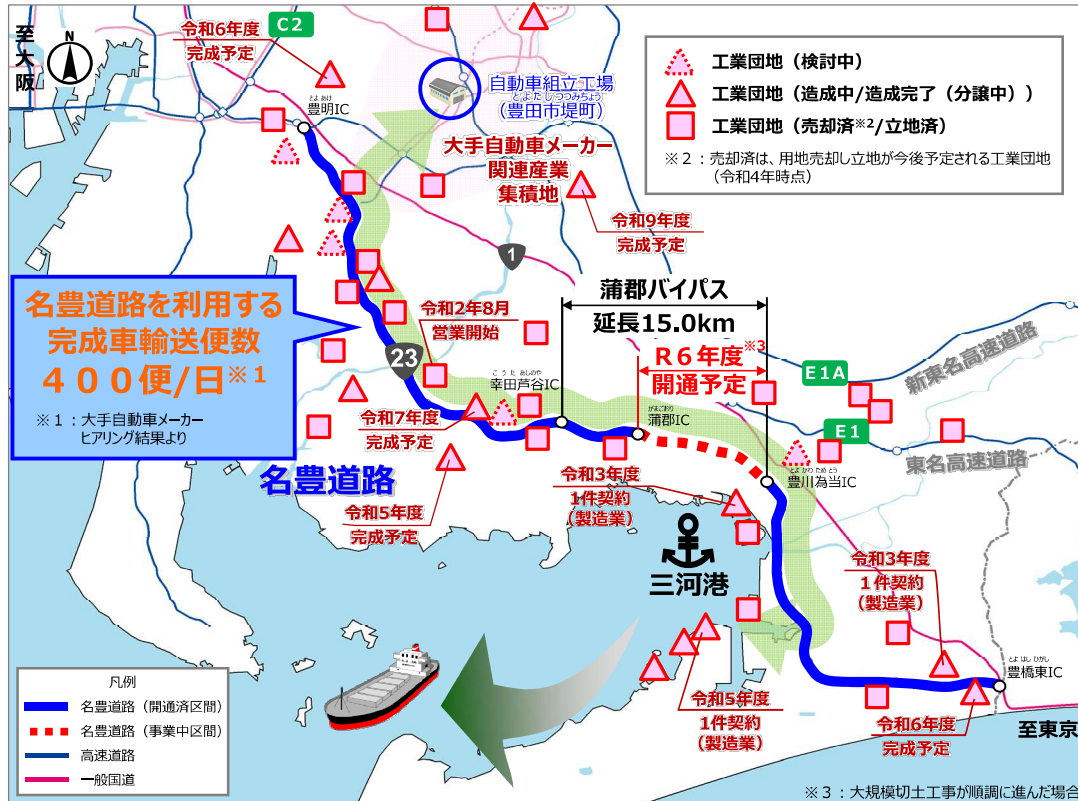 至大阪
N
令和6年度
完成予定
C2
とよあけ
豊明IC
自動車組立工場
とよたしつつみちょう
(豊田市堤町)
大手自動車メーカー
関連産業
集積地
工業団地（検討中）
工業団地（造成中/造成完了（分譲中））
工業団地（売却済※2/立地済）
※２：売却済は、用地売却し立地が今後予定される工業団地
（令和4年時点）
令和9年度
完成予定
1
名豊道路を利用する
完成車輸送便数
４００便/日※１
※１：大手自動車メーカー
ヒアリング結果より
令和2年8月
営業開始
23
蒲郡バイパス
延長15.0km
Ｒ６年度※3
開通予定
こうた あしのや
幸田芦谷IC
がまごおり
蒲郡IC
E1A
新東名高速道路
E1
東名高速道路
とよかわ ためとう
豊川為当IC
令和7年度
完成予定
名豊道路
令和5年度
完成予定
令和3年度
1件契約
(製造業)
三河港
令和3年度
１件契約
(製造業)
とよはし ひがし
豊橋東IC
令和5年度
1件契約
(製造業)
令和6年度
完成予定
至東京
凡例
名豊道路（開通済区間）
名豊道路（事業中区間）
高速道路
一般国道
※３：大規模切土工事が順調に進んだ場合